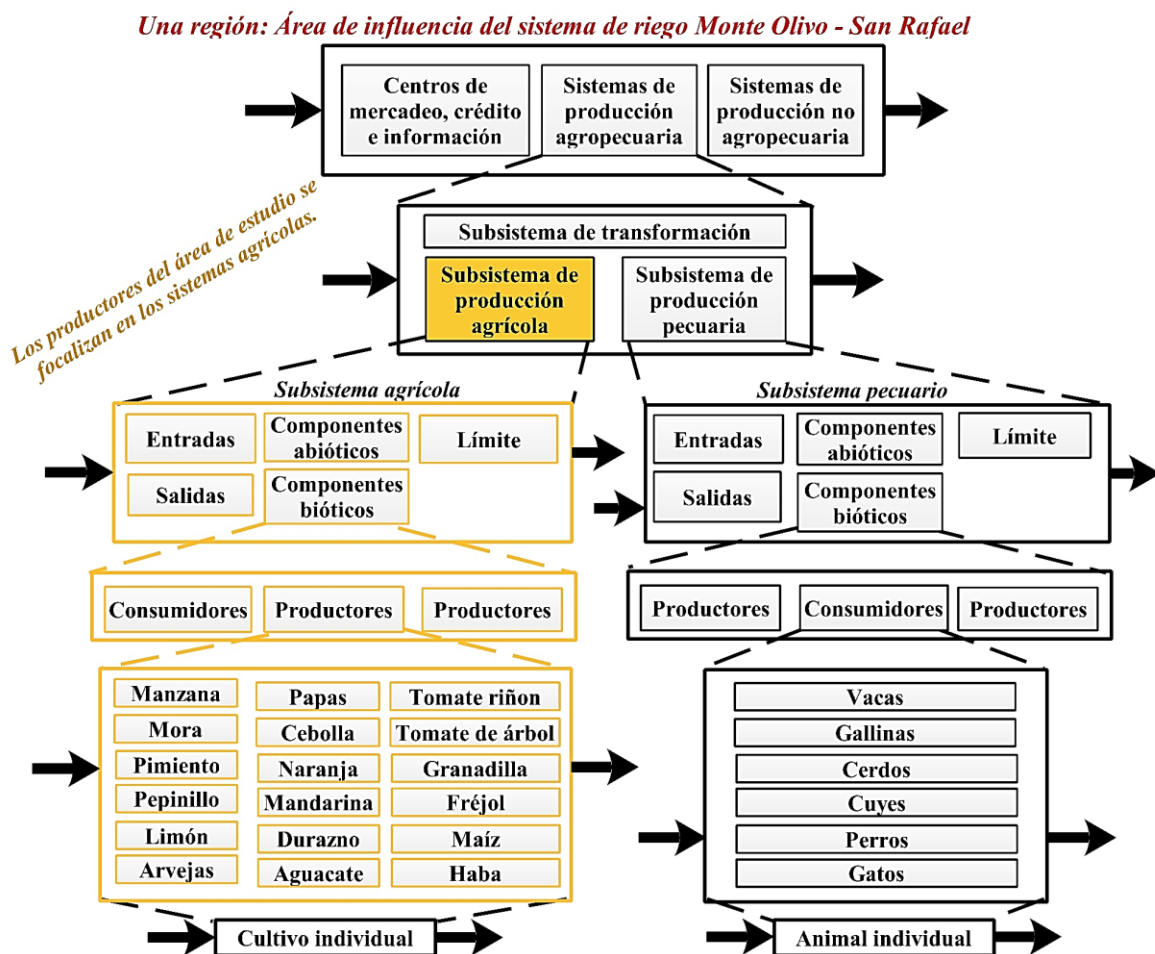 Una región: Área de influencia del sistema de riego Monte Olivo - San Rafael
Centros de
mercadeo, crédito
e información
Sistemas de
producción
agropecuaria
Sistemas de
producción no
agropecuaria
Los productores del área de estudio se
focalizan en los sistemas agrícolas.
Subsistema de transformación
Subsistema de
producción
agrícola
Subsistema de
producción
pecuaria
Subsistema agrícola
Entradas
Componentes
abióticos
Límite
Salidas
Componentes
bióticos
Subsistema pecuario
Entradas
Componentes
abióticos
Límite
Salidas
Componentes
bióticos
Consumidores
Productores
Productores
Productores
Consumidores
Productores
Manzana
Mora
Pimiento
Pepinillo
Limón
Arvejas
Papas
Cebolla
Naranja
Mandarina
Durazno
Aguacate
Tomate riñon
Tomate de árbol
Granadilla
Fréjol
Maíz
Haba
Vacas
Gallinas
Cerdos
Cuyes
Perros
Gatos
Cultivo individual
Animal individual